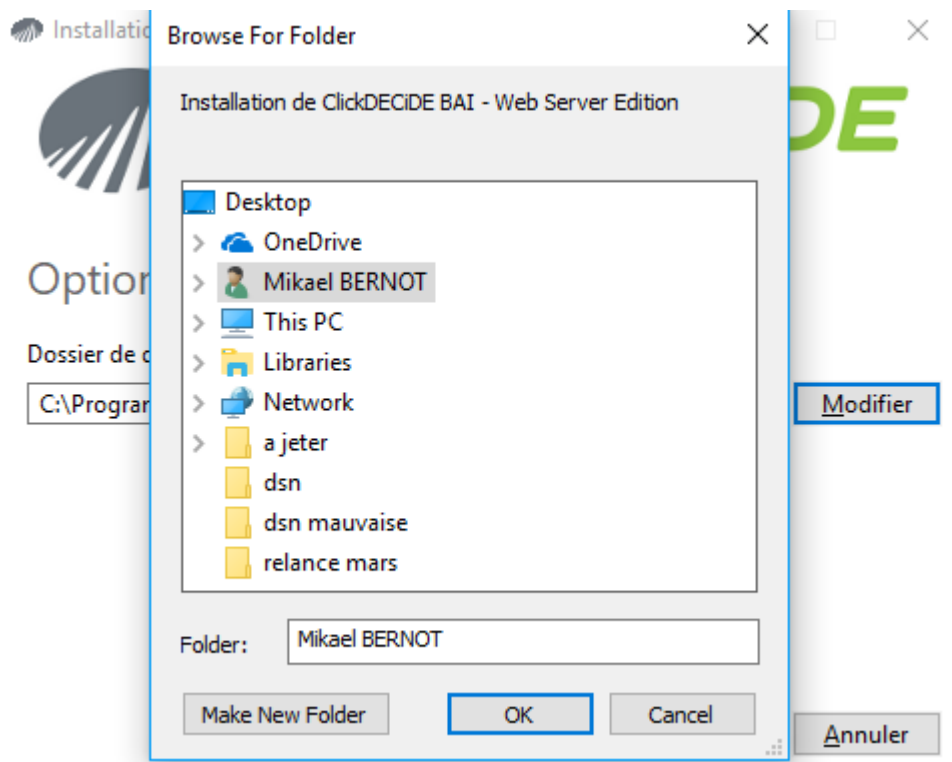 Installatio
Browse For Folder
Installation de ClickDECiDE BAI - Web Server Edition
DE
Desktop
OneDrive
Mikael BERNOT
This PC
Libraries
Network
a jeter
dsn
dsn mauvaise
relance mars
Option
Dossier de d
C:\Program
Modifier
Folder:
Mikael BERNOT
Make New Folder
OK
Cancel
Annuler